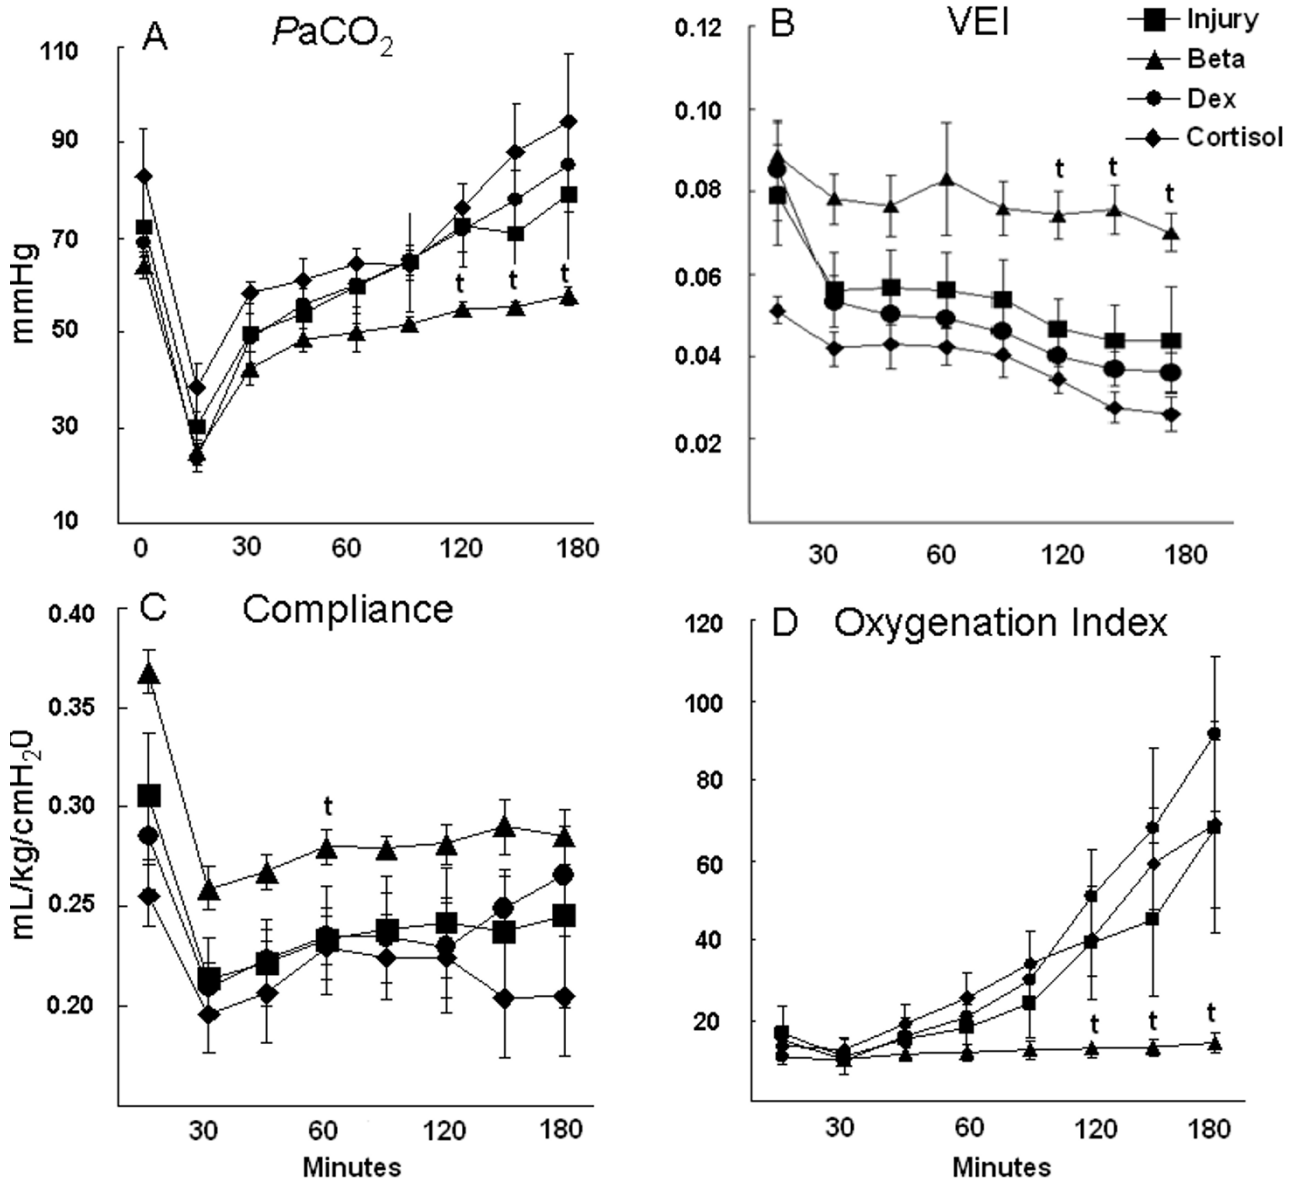 A PaCO2
110
90
70
50
30
10
mmHg
0 30 60 120 180
B VEI
Injury
Beta
Dex
Cortisol
0.12
0.10
0.08
0.06
0.04
0.02
t t t
t t t
30 60 120 180
C Compliance
0.40
0.35
0.30
0.25
0.20
mL/kg/cmH20
t
30 60 120 180
Minutes
D Oxygenation Index
120
100
80
60
40
20
t t t
30 60 120 180
Minutes